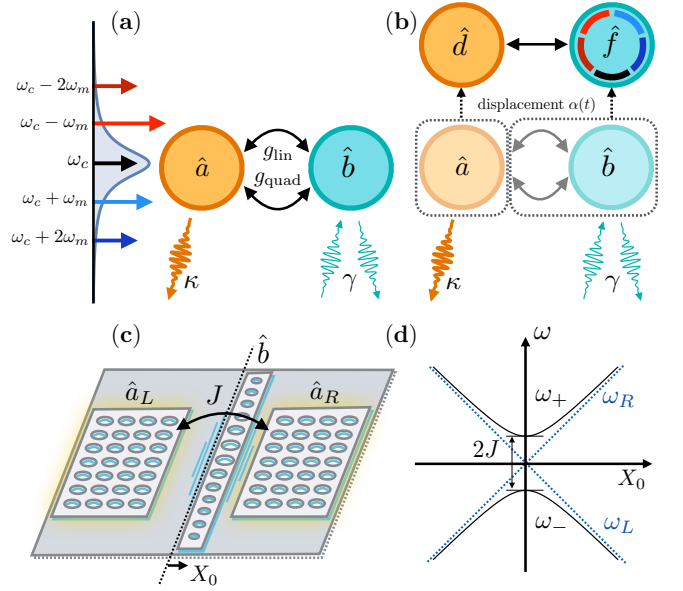 (a)
ω_c − 2ω_m
ω_c − ω_m
ω_c
ω_c + ω_m
ω_c + 2ω_m
â
g_lin
g_quad
b̂
κ
γ
(b)
d̂
f̂
displacement α(t)
â
b̂
κ
γ
(c)
b̂
â_L
J
â_R
X_0
(d)
ω
ω_+
ω_R
2J
X_0
ω_−
ω_L